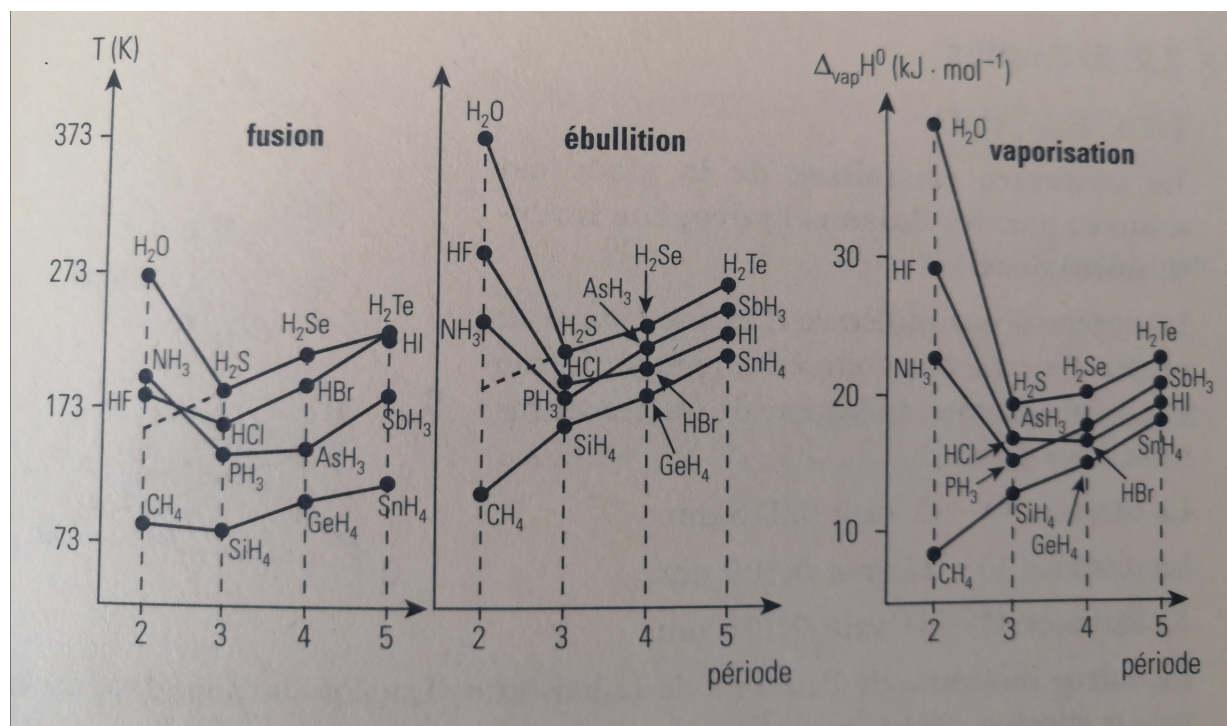 T (K)
fusion
373
273
173
73
H₂O
NH₃
HF
CH₄
H₂S
HCl
PH₃
SiH₄
H₂Se
HBr
AsH₃
GeH₄
H₂Te
HI
SbH₃
SnH₄
2 3 4 5
ébullition
H₂O
HF
NH₃
CH₄
H₂S
HCl
PH₃
SiH₄
H₂Se
AsH₃
HBr
GeH₄
H₂Te
SbH₃
HI
SnH₄
2 3 4 5
période
ΔvapH⁰ (kJ · mol⁻¹)
vaporisation
30
20
10
H₂O
HF
NH₃
CH₄
H₂S
AsH₃
HCl
PH₃
SiH₄
H₂Se
HBr
GeH₄
H₂Te
SbH₃
HI
SnH₄
2 3 4 5
période